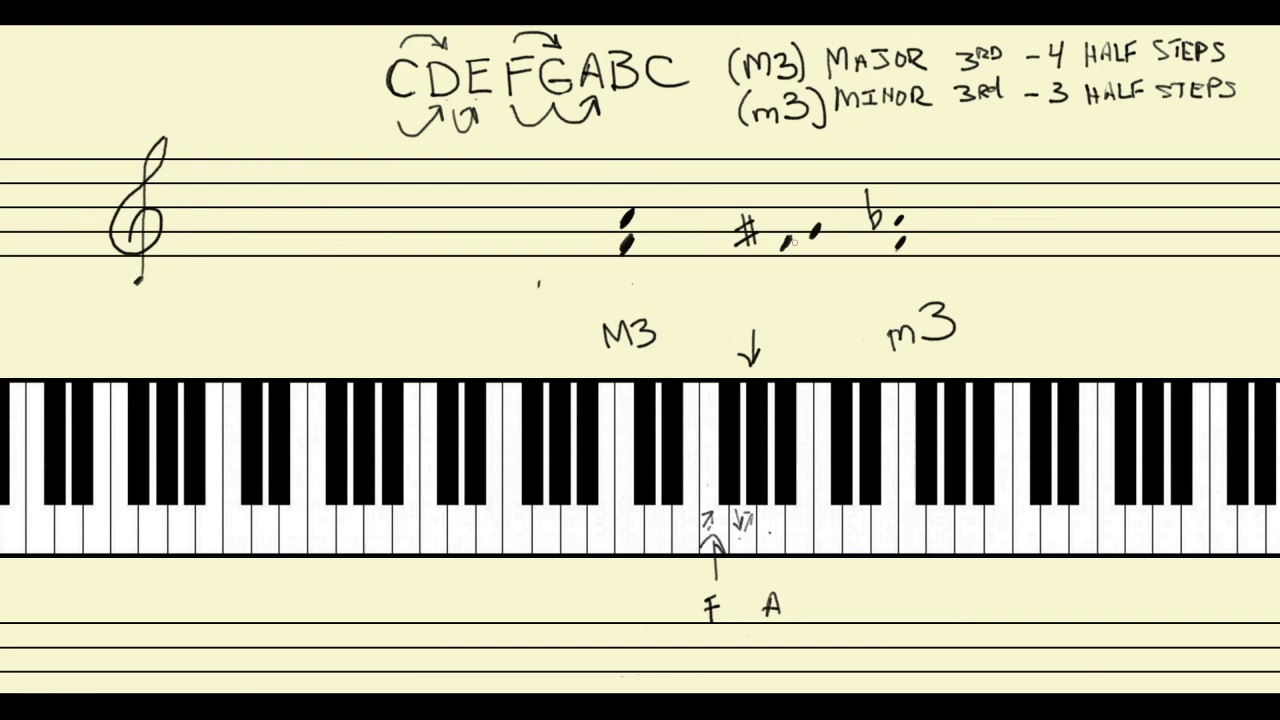 CDEFGABC (M3) MAJOR 3RD - 4 HALF STEPS
(m3) MINOR 3Rd - 3 HALF STEPS
M3 m3
F A